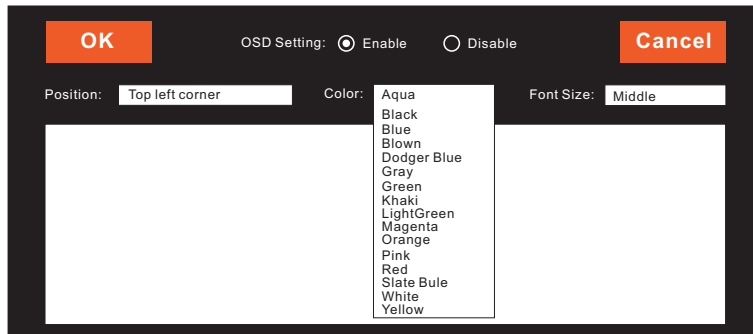 OK
OSD Setting: Enable Disable
Cancel
Position: Top left corner
Color: Aqua
Font Size: Middle
Black
Blue
Blown
Dodger Blue
Gray
Green
Khaki
LightGreen
Magenta
Orange
Pink
Red
Slate Bule
White
Yellow